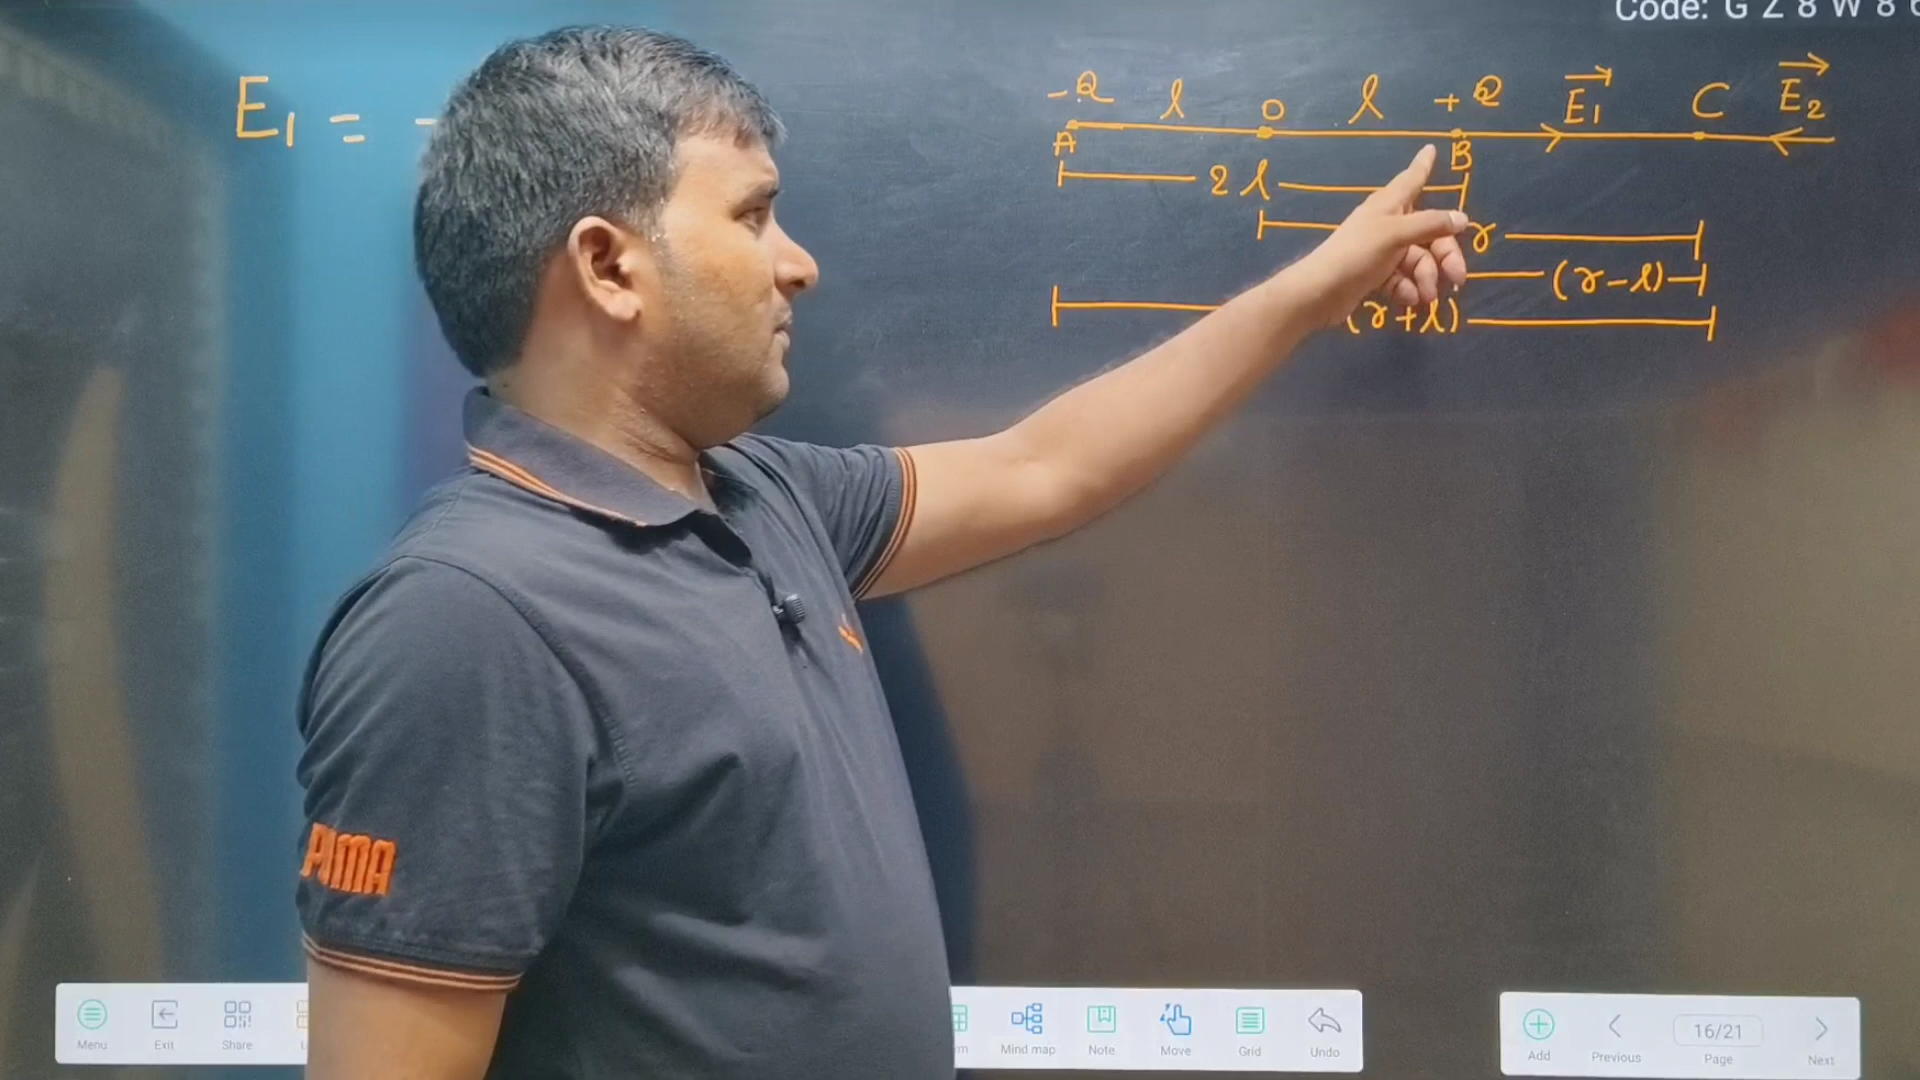 Code: G Z 8 W 8 6
E₁ = -
-Q l O l +Q E₁ C E₂
A B
2l
r
(r-l)
(r+l)
PUMA
Menu Exit Share Mind map Note Move Grid Undo Add Previous 16/21 Page Next